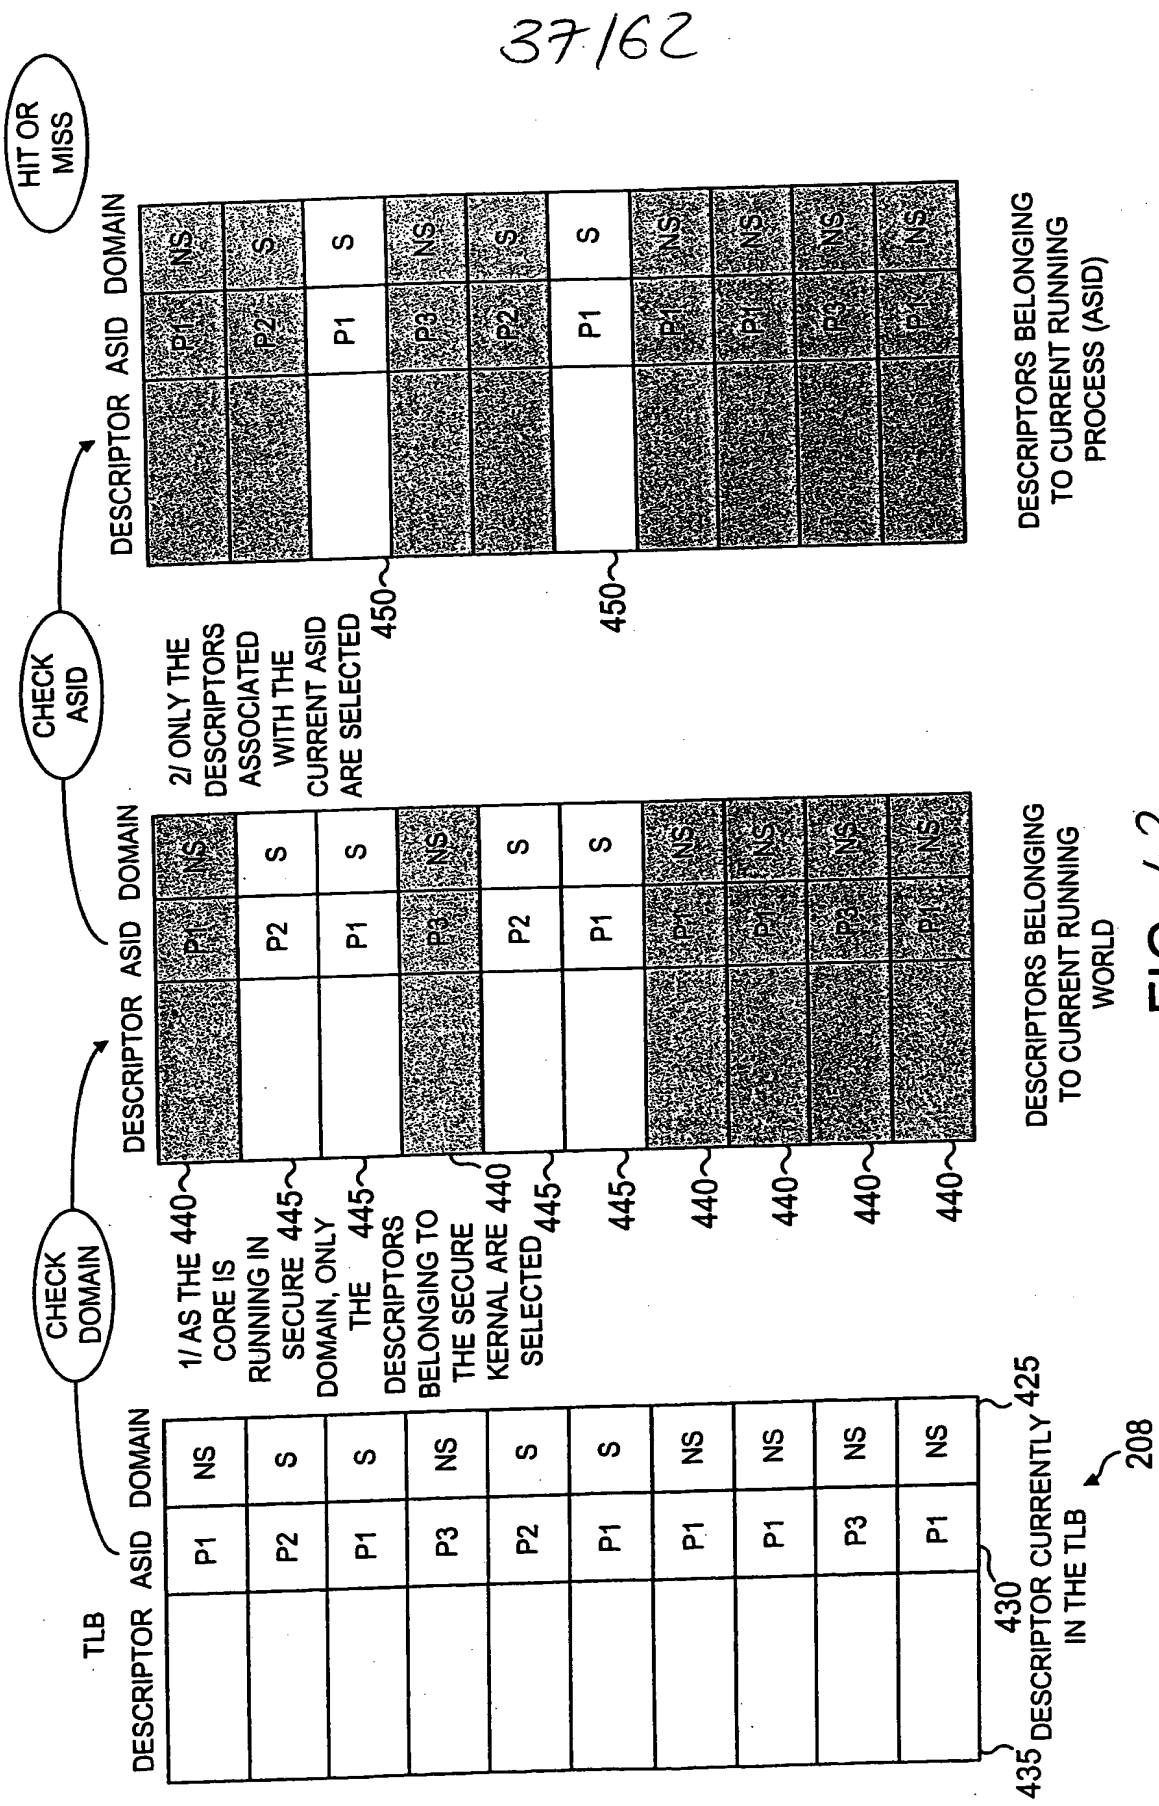 37/62
TLB
DESCRIPTOR ASID DOMAIN
P1 NS
P2 S
P1 S
P3 NS
P2 S
P1 S
P1 NS
P1 NS
P3 NS
P1 NS
435
430
425
DESCRIPTOR CURRENTLY
IN THE TLB
208
CHECK
DOMAIN
1/ AS THE
CORE IS
RUNNING IN
SECURE
DOMAIN, ONLY
THE
DESCRIPTORS
BELONGING TO
THE SECURE
KERNAL ARE
SELECTED
440
445
445
440
445
445
440
440
440
440
DESCRIPTOR ASID DOMAIN
P1 NS
P2 S
P1 S
P3 NS
P2 S
P1 S
P1 NS
P1 NS
P3 NS
P1 NS
DESCRIPTORS BELONGING
TO CURRENT RUNNING
WORLD
CHECK
ASID
2/ ONLY THE
DESCRIPTORS
ASSOCIATED
WITH THE
CURRENT ASID
ARE SELECTED
450
450
DESCRIPTOR ASID DOMAIN
P1 NS
P2 S
P1 S
P3 NS
P2 S
P1 S
P1 NS
P1 NS
P3 NS
P1 NS
DESCRIPTORS BELONGING
TO CURRENT RUNNING
PROCESS (ASID)
HIT OR
MISS